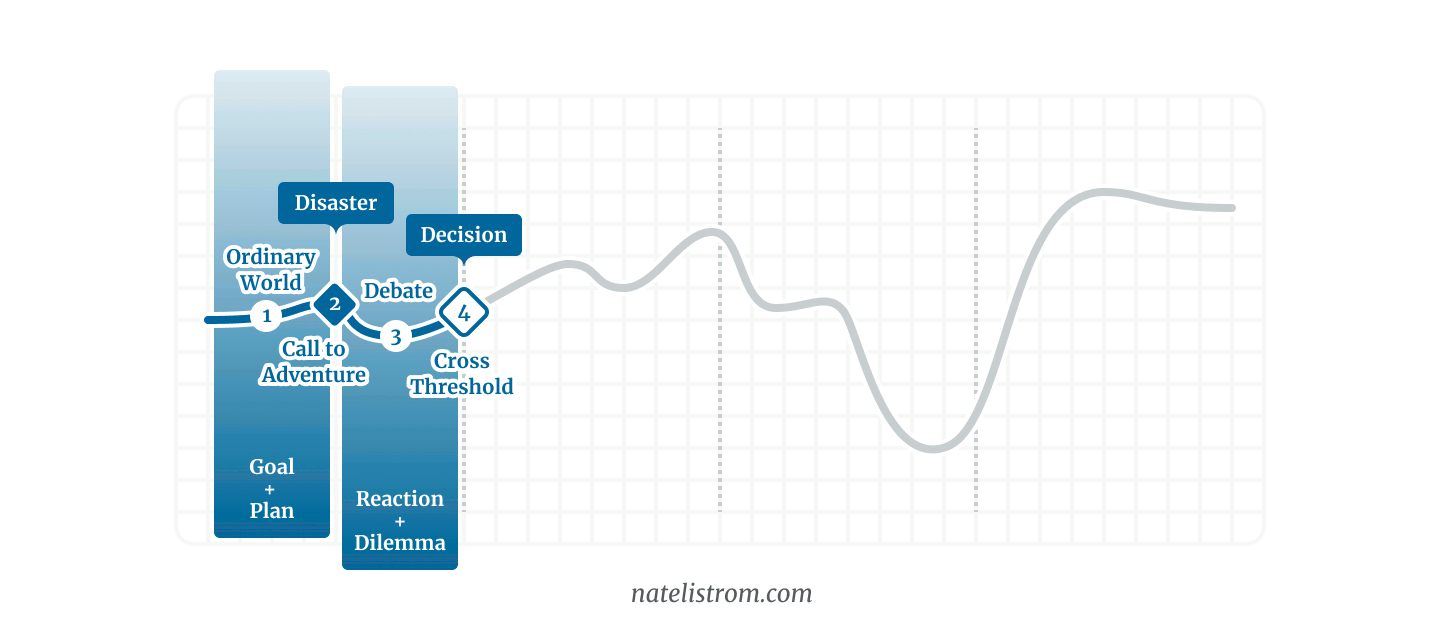 Disaster
Decision
Ordinary
World
1
2
Call to
Adventure
Debate
3
4
Cross
Threshold
Goal
+
Plan
Reaction
+
Dilemma
natelistrom.com